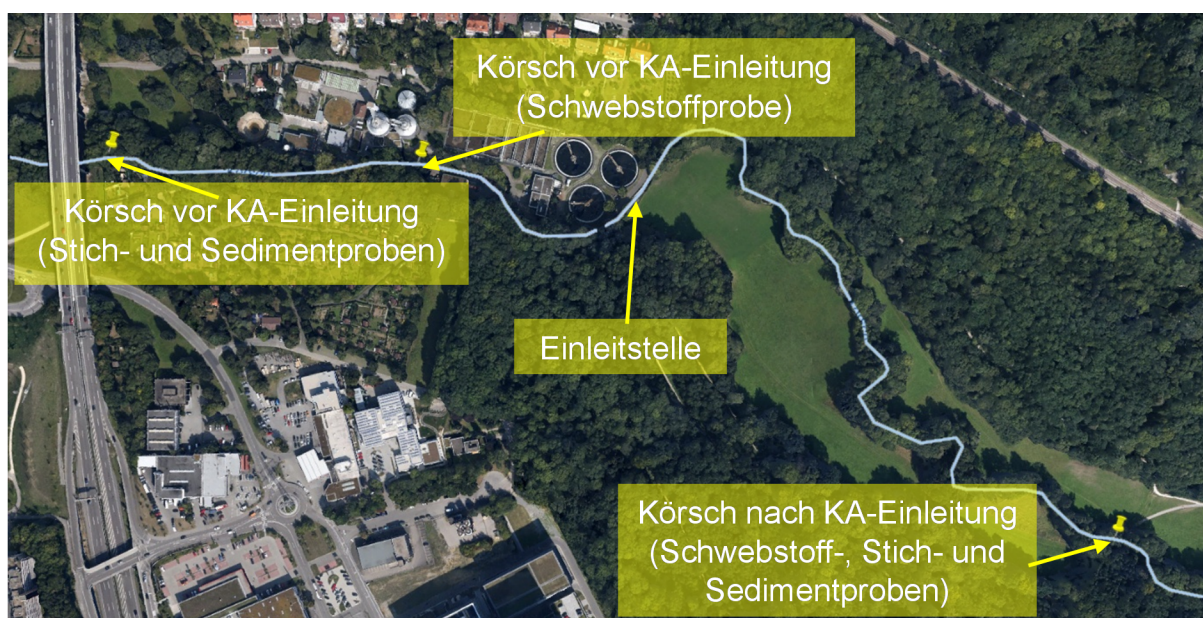 Körsch vor KA-Einleitung
(Schwebstoffprobe)
Körsch vor KA-Einleitung
(Stich- und Sedimentproben)
Einleitstelle
Körsch nach KA-Einleitung
(Schwebstoff-, Stich- und
Sedimentproben)